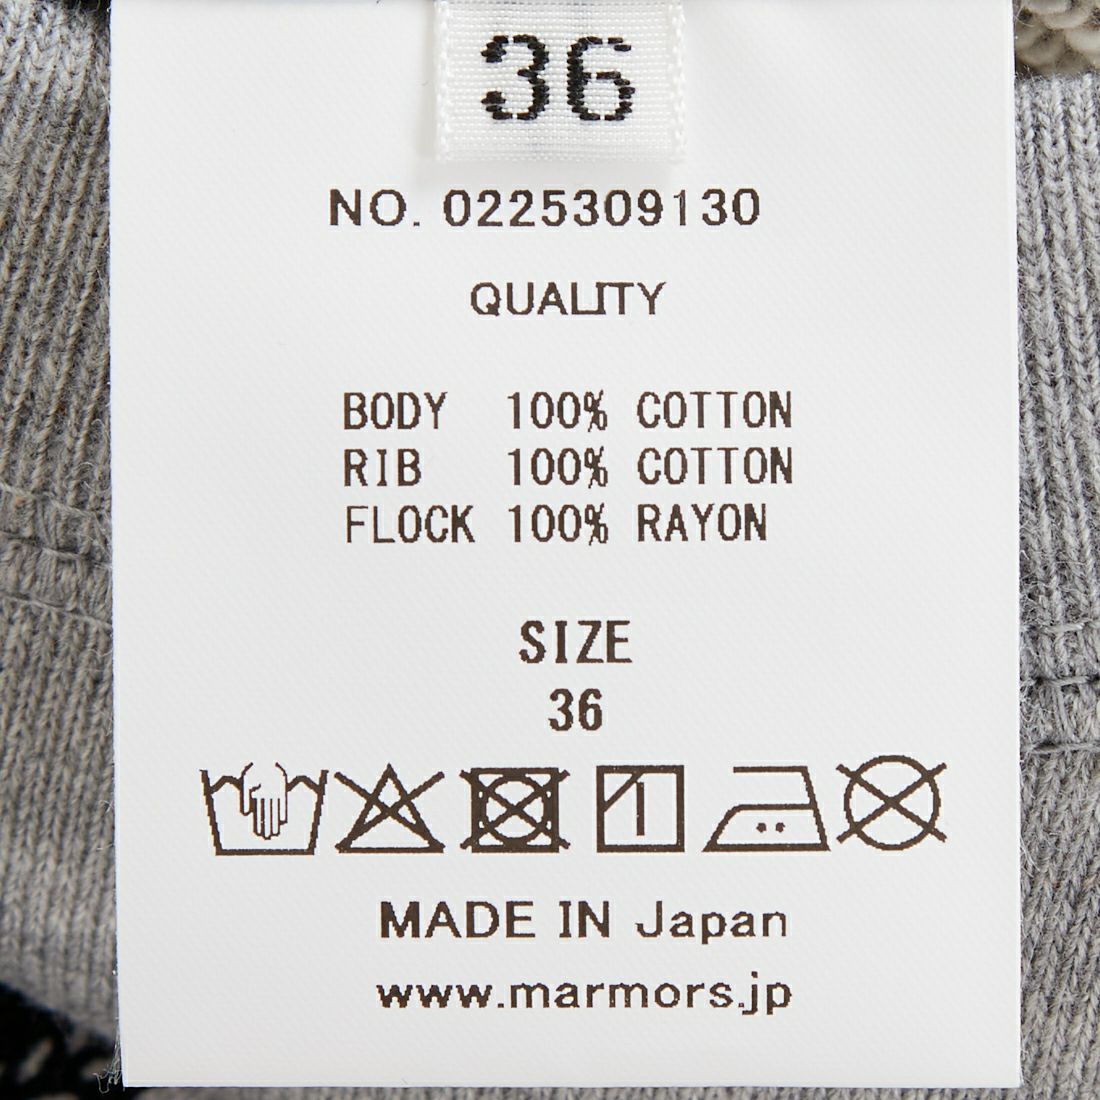 36
NO. 0225309130
QUALITY
BODY 100% COTTON
RIB 100% COTTON
FLOCK 100% RAYON
SIZE
36
MADE IN Japan
www.marmors.jp